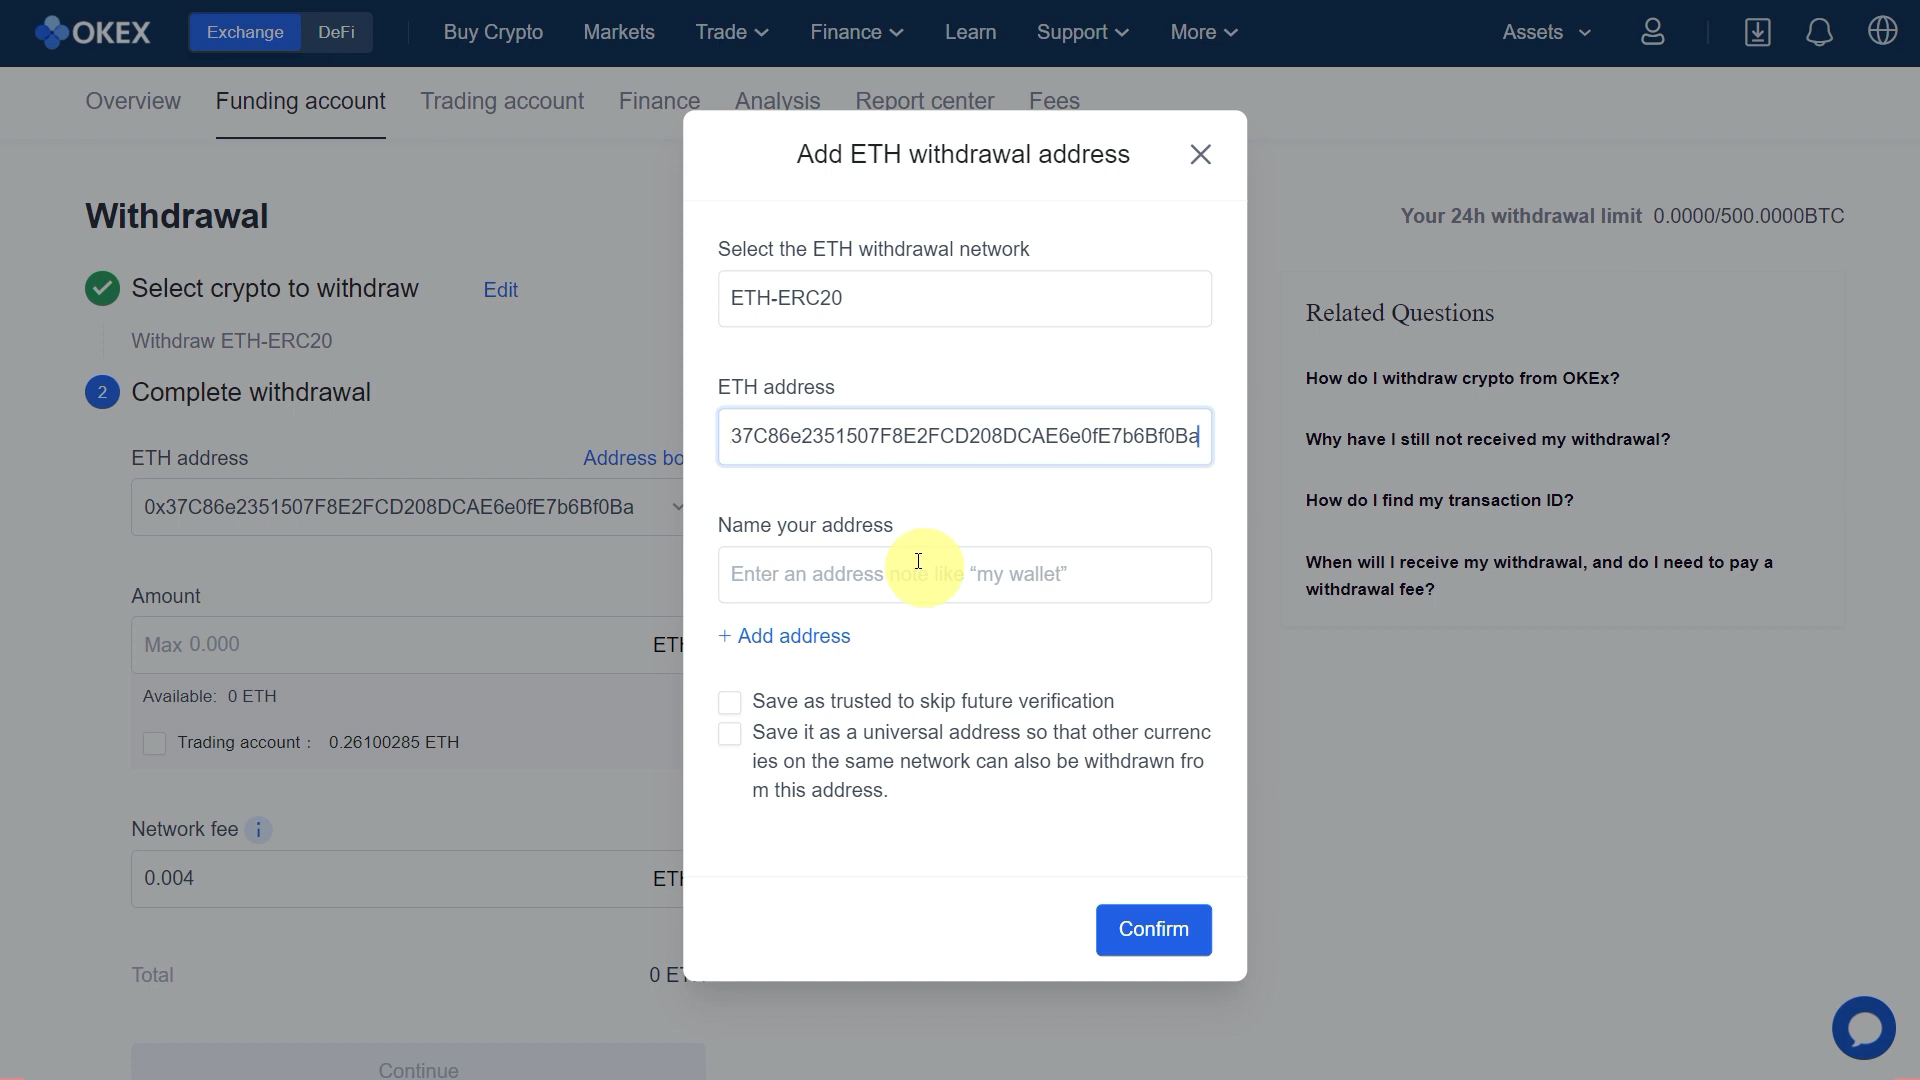 OKEX Exchange DeFi Buy Crypto Markets Trade Finance Learn Support More Assets
Overview Funding account Trading account Finance Analysis Report center Fees
Withdrawal
Select crypto to withdraw Edit
Withdraw ETH-ERC20
2 Complete withdrawal
ETH address Address bo
0x37C86e2351507F8E2FCD208DCAE6e0fE7b6Bf0Ba
Amount
Max 0.000 ETH
Available: 0 ETH
Trading account : 0.26100285 ETH
Network fee i
0.004 ETH
Total 0 ETH
Continue
Add ETH withdrawal address
Select the ETH withdrawal network
ETH-ERC20
ETH address
37C86e2351507F8E2FCD208DCAE6e0fE7b6Bf0Ba
Name your address
Enter an address note like “my wallet”
+ Add address
Save as trusted to skip future verification
Save it as a universal address so that other currenc
ies on the same network can also be withdrawn fro
m this address.
Confirm
Your 24h withdrawal limit 0.0000/500.0000BTC
Related Questions
How do I withdraw crypto from OKEx?
Why have I still not received my withdrawal?
How do I find my transaction ID?
When will I receive my withdrawal, and do I need to pay a
withdrawal fee?